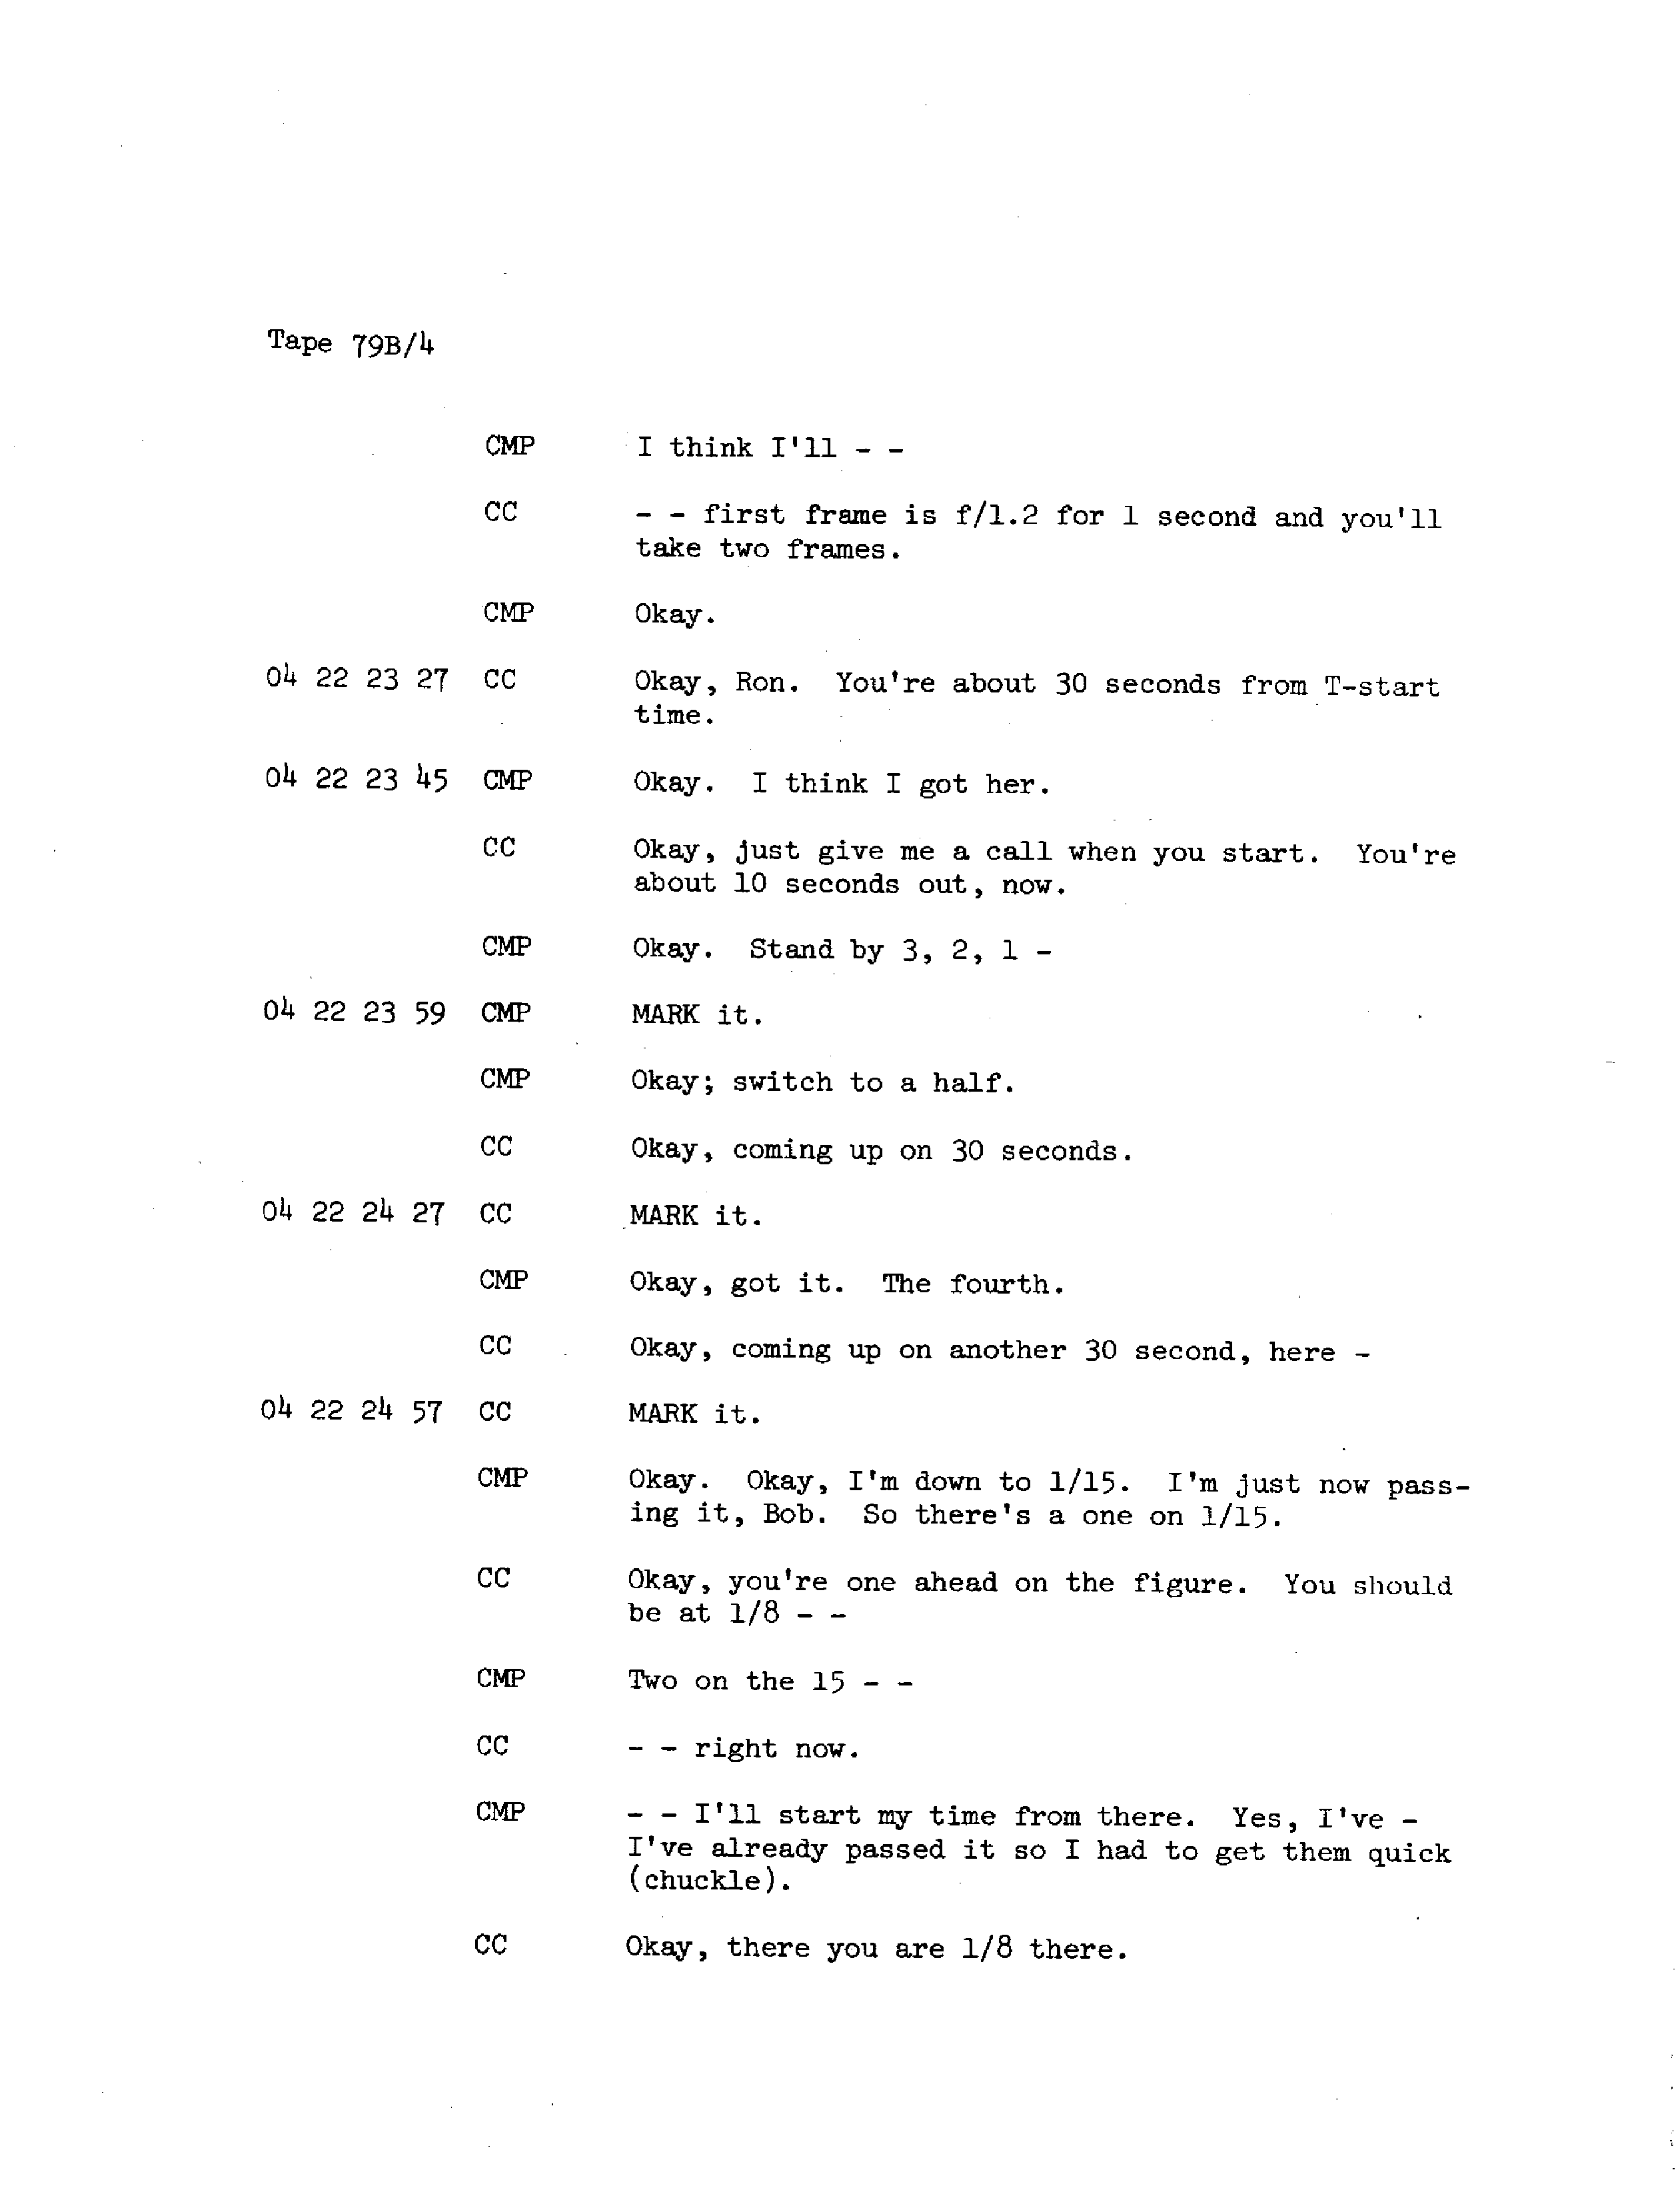 Tape 79B/4
CMP I think I'll - -
CC - - first frame is f/1.2 for 1 second and you'll
take two frames.
CMP Okay.
04 22 23 27 CC Okay, Ron. You're about 30 seconds from T-start
time.
04 22 23 45 CMP Okay. I think I got her.
CC Okay, just give me a call when you start. You're
about 10 seconds out, now.
CMP Okay. Stand by 3, 2, 1 -
04 22 23 59 CMP MARK it.
CMP Okay; switch to a half.
CC Okay, coming up on 30 seconds.
04 22 24 27 CC MARK it.
CMP Okay, got it. The fourth.
CC Okay, coming up on another 30 second, here -
04 22 24 57 CC MARK it.
CMP Okay. Okay, I'm down to 1/15. I'm just now pass-
ing it, Bob. So there's a one on 1/15.
CC Okay, you're one ahead on the figure. You should
be at 1/8 - -
CMP Two on the 15 - -
CC - - right now.
CMP - - I'll start my time from there. Yes, I've -
I've already passed it so I had to get them quick
(chuckle).
CC Okay, there you are 1/8 there.